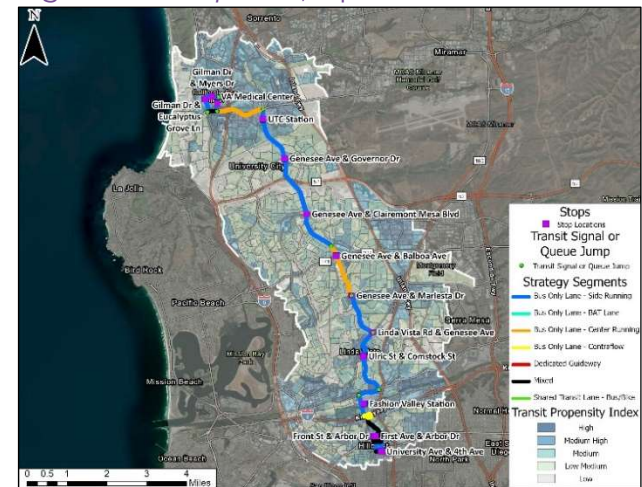 N
Sorrento
Miramar
Gilman Dr
& Myers Dr
VA Medical Center
Gilman Dr &
Eucalyptus
Grove Ln
UTC Station
University City
Genesee Ave & Governor Dr
La Jolla
Genesee Ave & Clairemont Mesa Blvd
Genesee Ave & Balboa Ave
Montgomery
Field
Bird Rock
Genesee Ave & Marlesta Dr
Pacific Beach
Serra Mesa
Linda Vista Rd & Genesee Ave
Ulric St & Comstock St
Mission Beach
Fashion Valley Station
Front St & Arbor Dr
First Ave & Arbor Dr
University Ave & 4th Ave
Ocean Beach
North Park
0 0.5 1 2 3 4
Miles
Stops
Stop Locations
Transit Signal or
Queue Jump
Transit Signal or Queue Jump
Strategy Segments
Bus Only Lane - Side Running
Bus Only Lane - BAT Lane
Bus Only Lane - Center Running
Bus Only Lane - Contraflow
Dedicated Guideway
Mixed
Shared Transit Lane - Bus/Bike
Transit Propensity Index
High
Medium High
Medium
Low Medium
Low